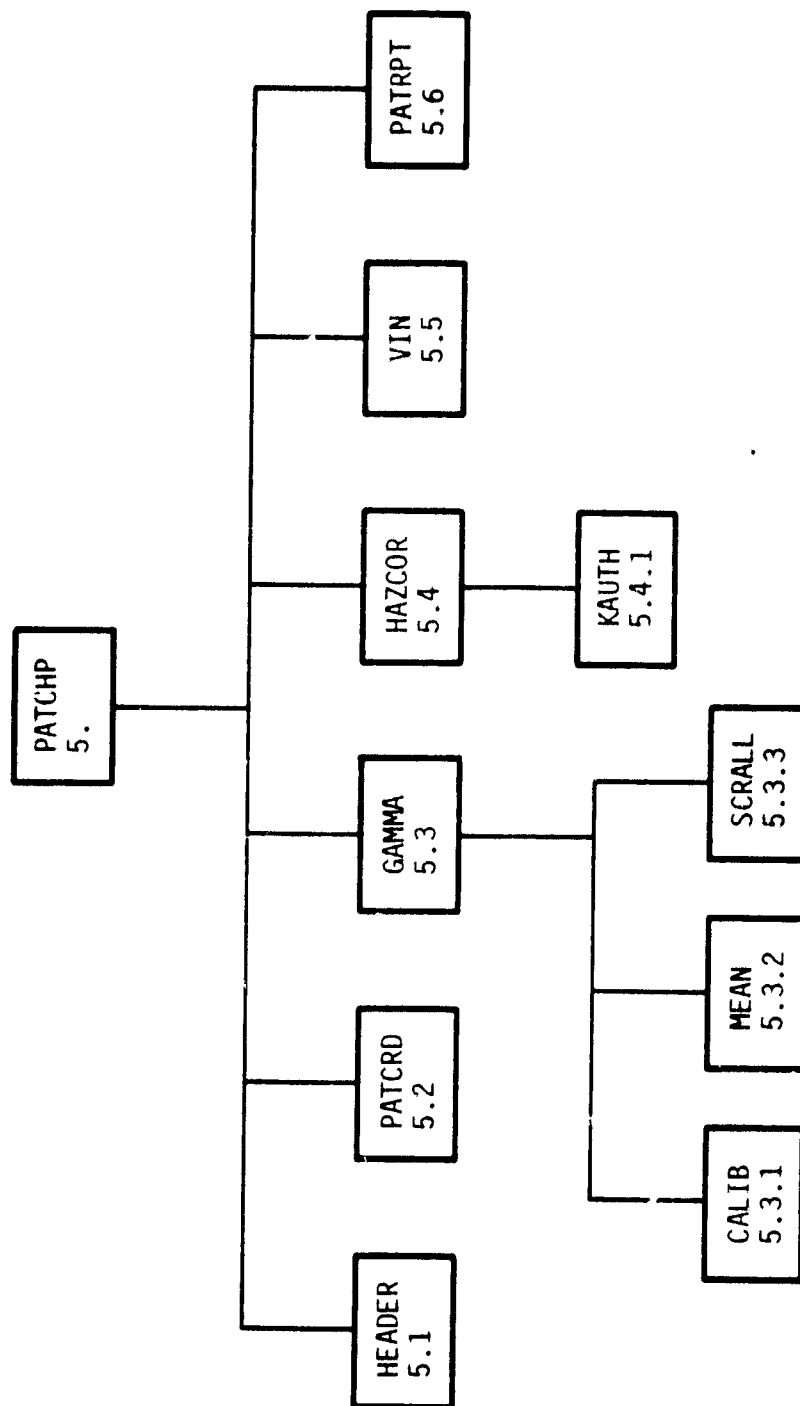 PATCHP
5.
HEADER
5.1
PATCRD
5.2
GAMMA
5.3
HAZCOR
5.4
VIN
5.5
PATRPT
5.6
CALIB
5.3.1
MEAN
5.3.2
SCRALL
5.3.3
KAUTH
5.4.1